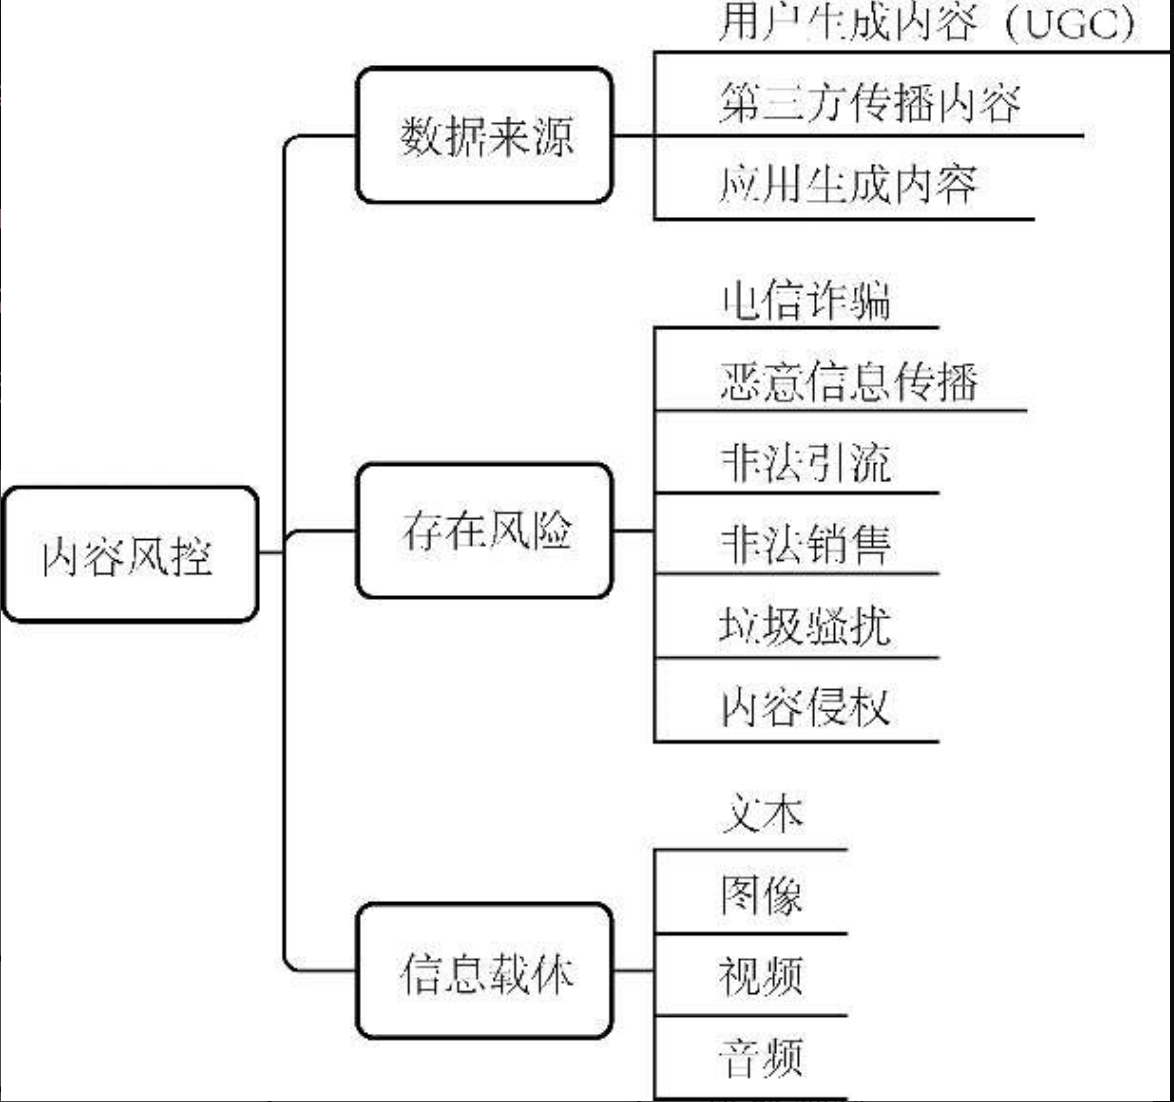 内容风控
数据来源
用户生成内容（UGC）
第三方传播内容
应用生成内容
存在风险
电信诈骗
恶意信息传播
非法引流
非法销售
垃圾骚扰
内容侵权
信息载体
文本
图像
视频
音频